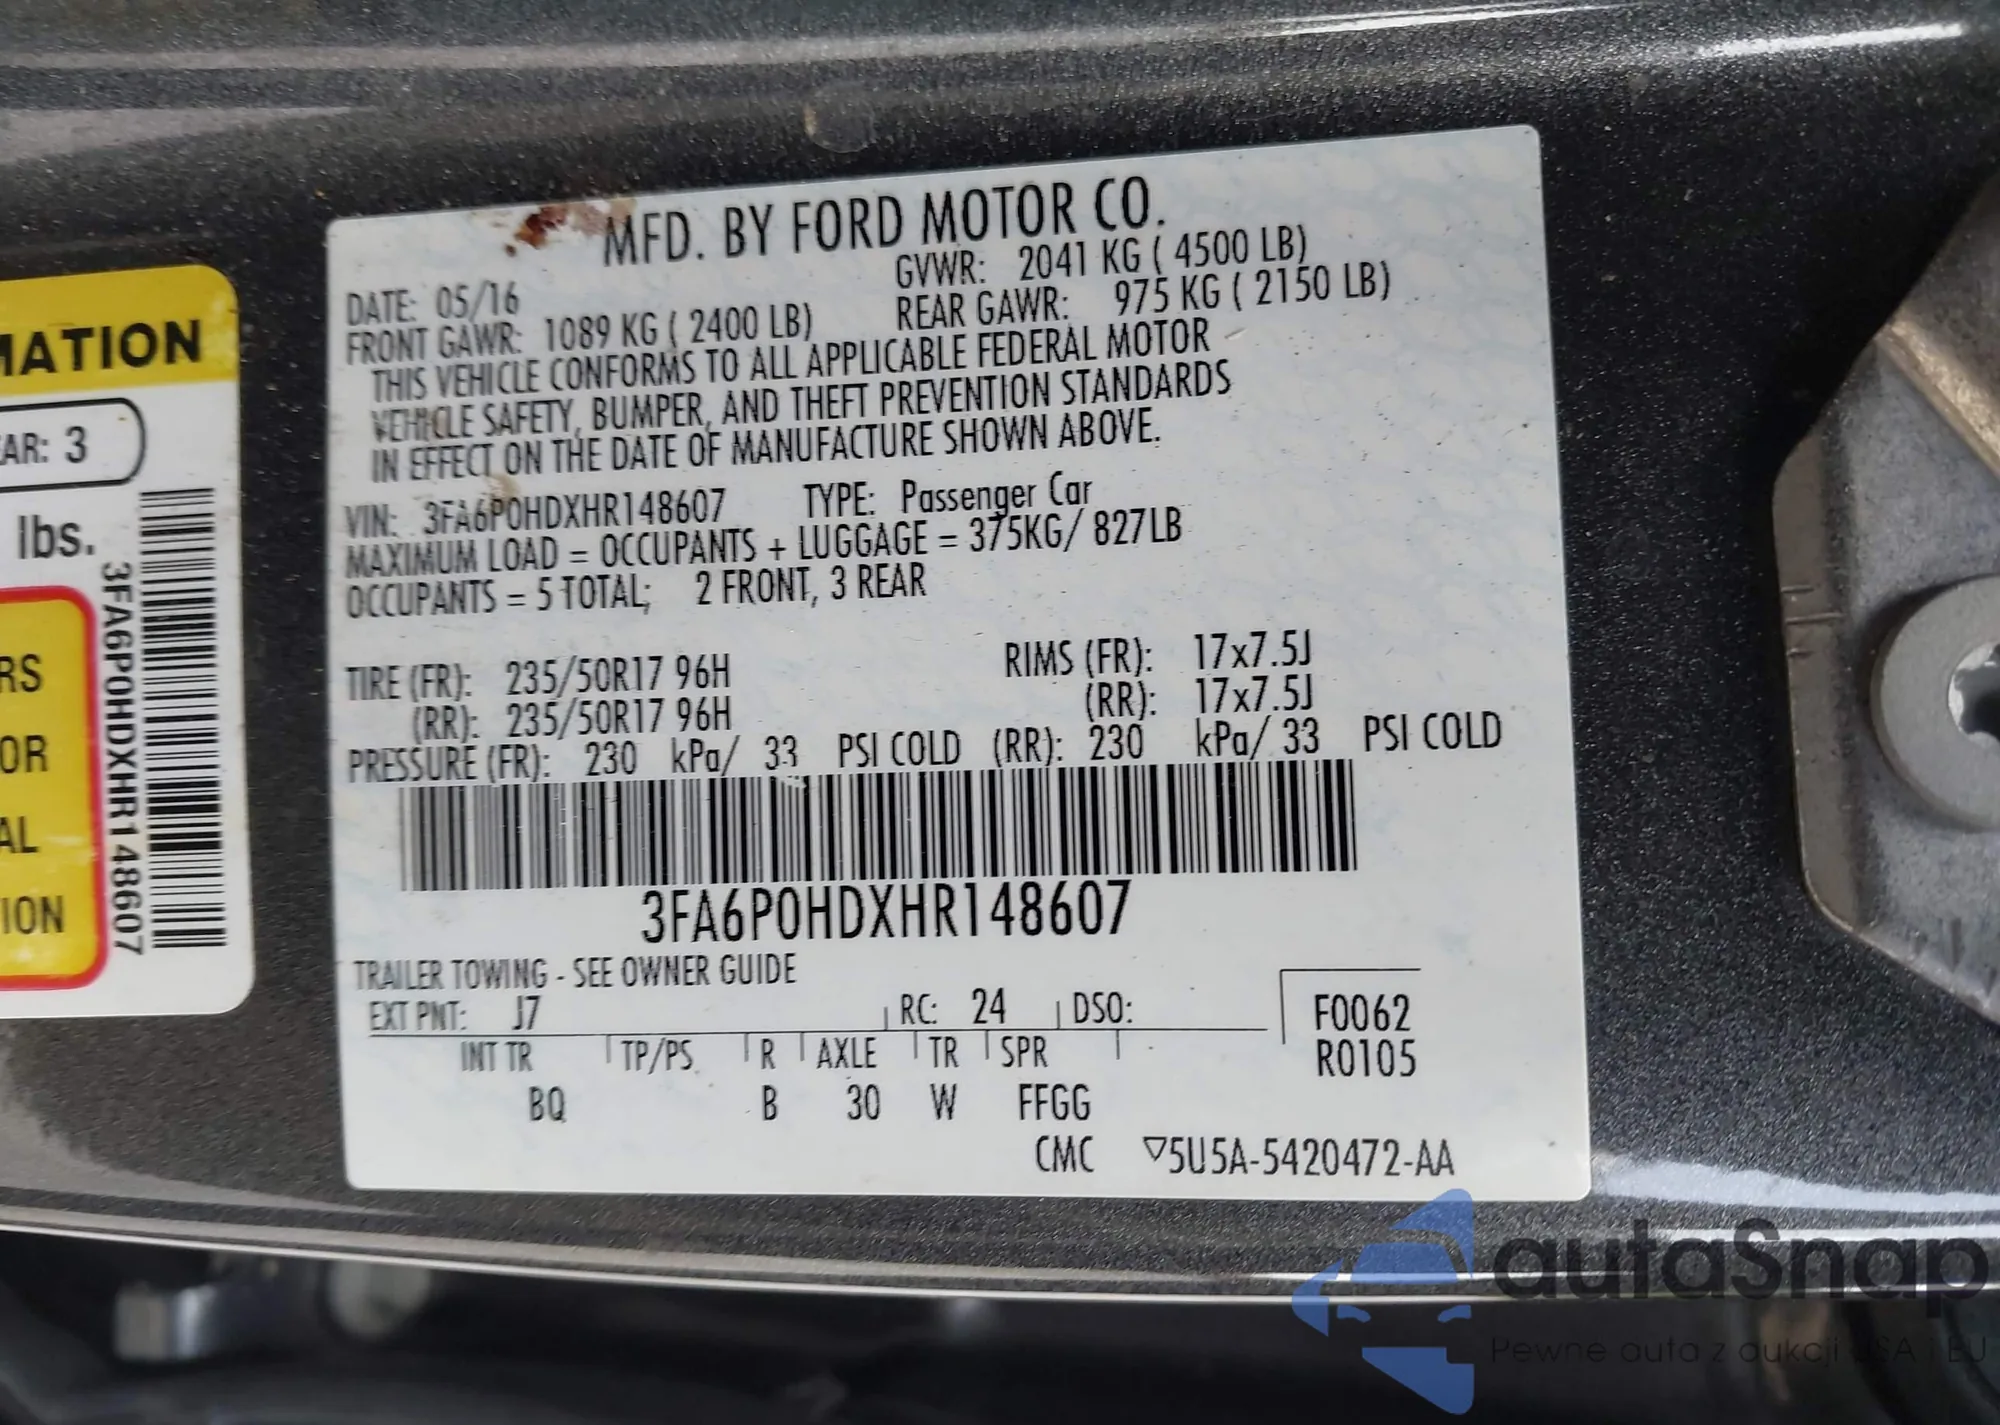 MATION
AR: 3
lbs.
3FA6P0HDXHR148607
RS
OR
AL
ION
MFD. BY FORD MOTOR CO.
DATE: 05/16 GVWR: 2041 KG ( 4500 LB)
FRONT GAWR: 1089 KG ( 2400 LB) REAR GAWR: 975 KG ( 2150 LB)
THIS VEHICLE CONFORMS TO ALL APPLICABLE FEDERAL MOTOR
VEHICLE SAFETY, BUMPER, AND THEFT PREVENTION STANDARDS
IN EFFECT ON THE DATE OF MANUFACTURE SHOWN ABOVE.
VIN: 3FA6P0HDXHR148607 TYPE: Passenger Car
MAXIMUM LOAD = OCCUPANTS + LUGGAGE = 375KG/ 827LB
OCCUPANTS = 5 TOTAL; 2 FRONT, 3 REAR
TIRE (FR): 235/50R17 96H RIMS (FR): 17x7.5J
(RR): 235/50R17 96H (RR): 17x7.5J
PRESSURE (FR): 230 kPa/ 33 PSI COLD (RR): 230 kPa/ 33 PSI COLD
3FA6P0HDXHR148607
TRAILER TOWING - SEE OWNER GUIDE
EXT PNT: J7 RC: 24 DSO: F0062
INT TR TP/PS R AXLE TR SPR R0105
BQ B 30 W FFGG
CMC ▽5U5A-5420472-AA
autaSnap
Pewne auta z aukcji USA i EU